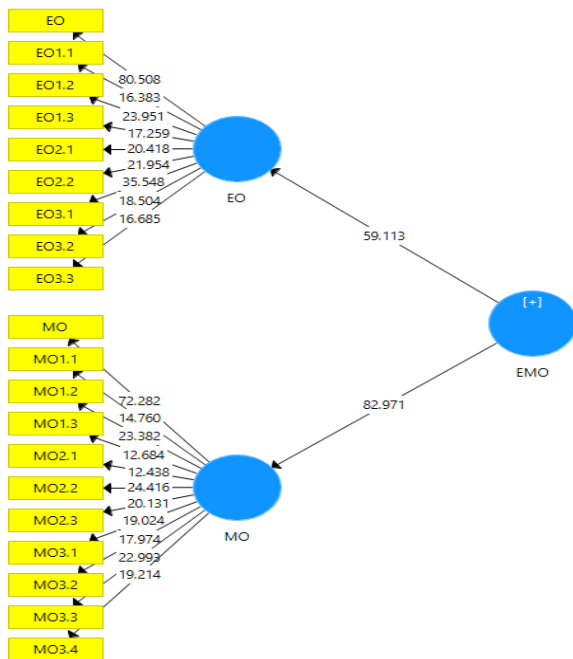 EO
EO1.1
EO1.2
EO1.3
EO2.1
EO2.2
EO3.1
EO3.2
EO3.3
80.508
16.383
23.951
17.259
20.418
21.954
35.548
18.504
16.685
EO
59.113
[+]
EMO
82.971
MO
MO1.1
MO1.2
MO1.3
MO2.1
MO2.2
MO2.3
MO3.1
MO3.2
MO3.3
MO3.4
72.282
14.760
23.382
12.684
12.438
24.416
20.131
19.024
17.974
22.993
19.214
MO